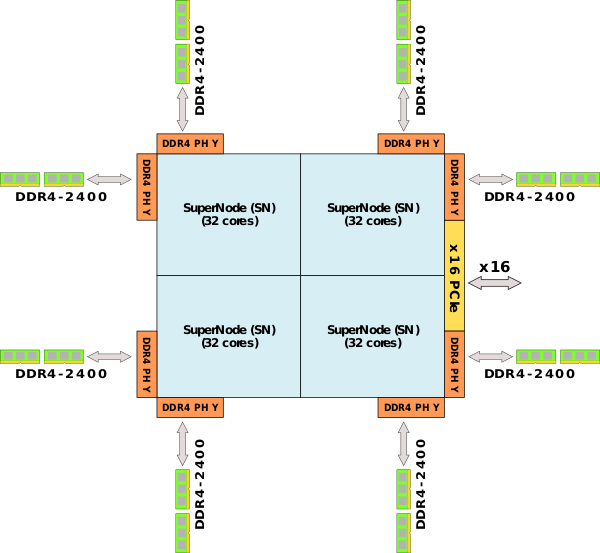 DDR4-2400
DDR4-2400
DDR4 PH Y
DDR4 PH Y
DDR4 PH Y
DDR4 PH Y
DDR4-2400
DDR4-2400
SuperNode (SN)
(32 cores)
SuperNode (SN)
(32 cores)
x16 PCIe
x16
SuperNode (SN)
(32 cores)
SuperNode (SN)
(32 cores)
DDR4 PH Y
DDR4 PH Y
DDR4-2400
DDR4-2400
DDR4 PH Y
DDR4 PH Y
DDR4-2400
DDR4-2400